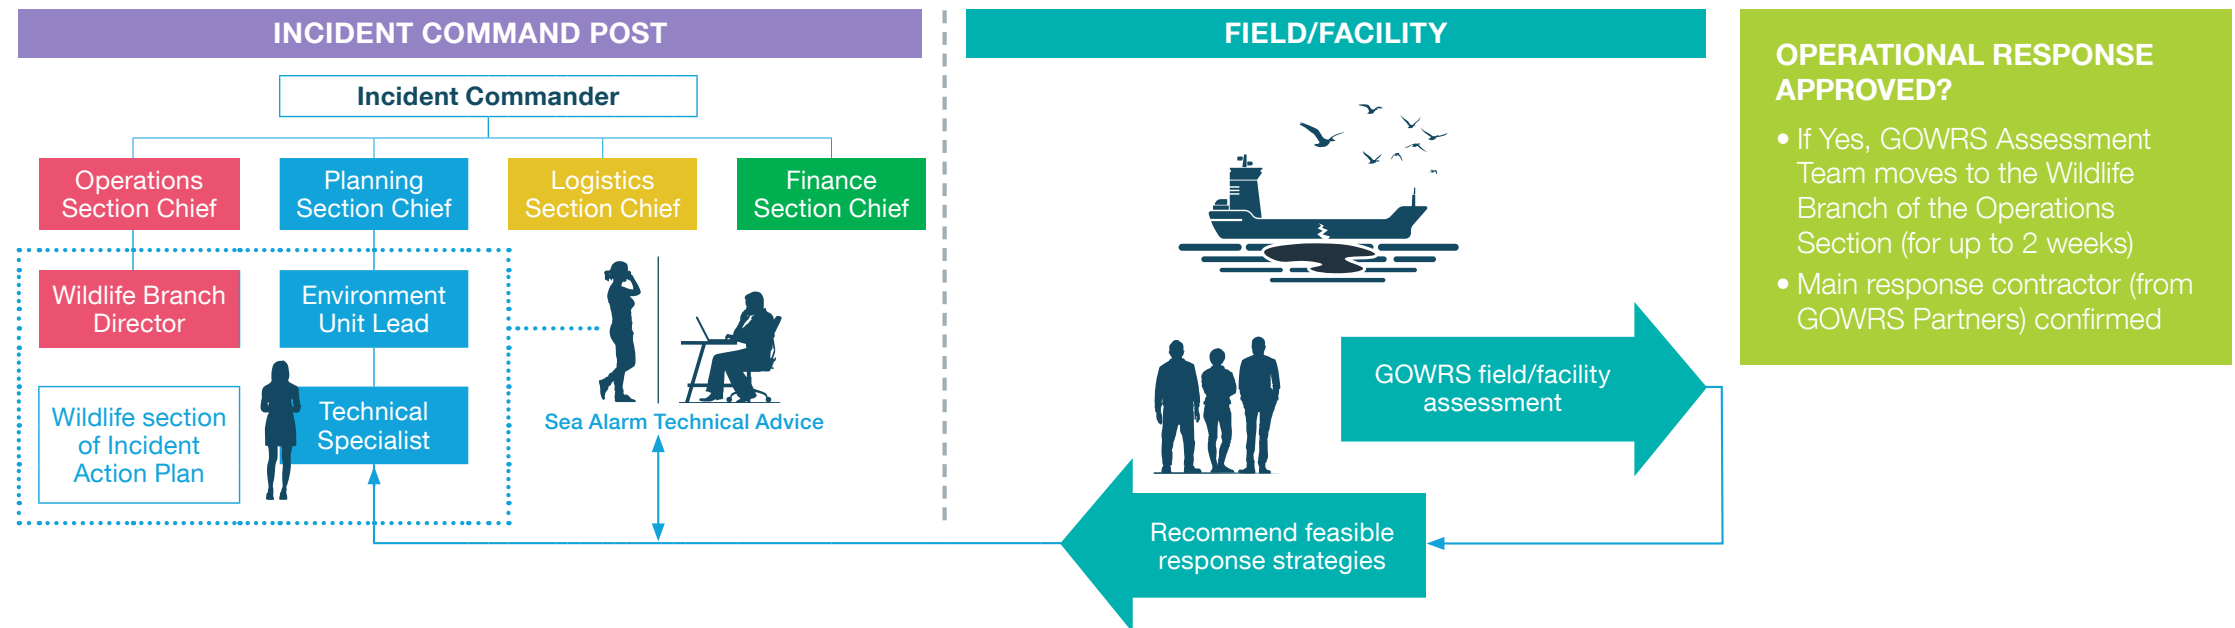 INCIDENT COMMAND POST
Incident Commander
Operations
Section Chief
Planning
Section Chief
Logistics
Section Chief
Finance
Section Chief
Wildlife Branch
Director
Environment
Unit Lead
Wildlife section
of Incident
Action Plan
Technical
Specialist
Sea Alarm Technical Advice
FIELD/FACILITY
GOWRS field/facility
assessment
Recommend feasible
response strategies
OPERATIONAL RESPONSE
APPROVED?
• If Yes, GOWRS Assessment
Team moves to the Wildlife
Branch of the Operations
Section (for up to 2 weeks)
• Main response contractor (from
GOWRS Partners) confirmed